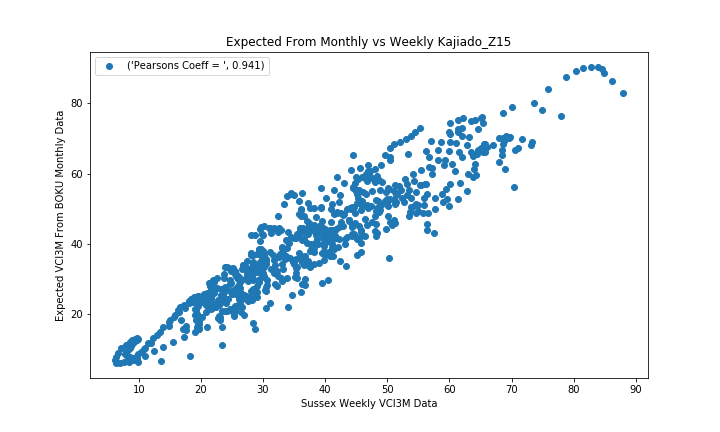 Expected From Monthly vs Weekly Kajiado_Z15
('Pearsons Coeff = ', 0.941)
Expected VCI3M From BOKU Monthly Data
80
60
40
20
10 20 30 40 50 60 70 80 90
Sussex Weekly VCI3M Data